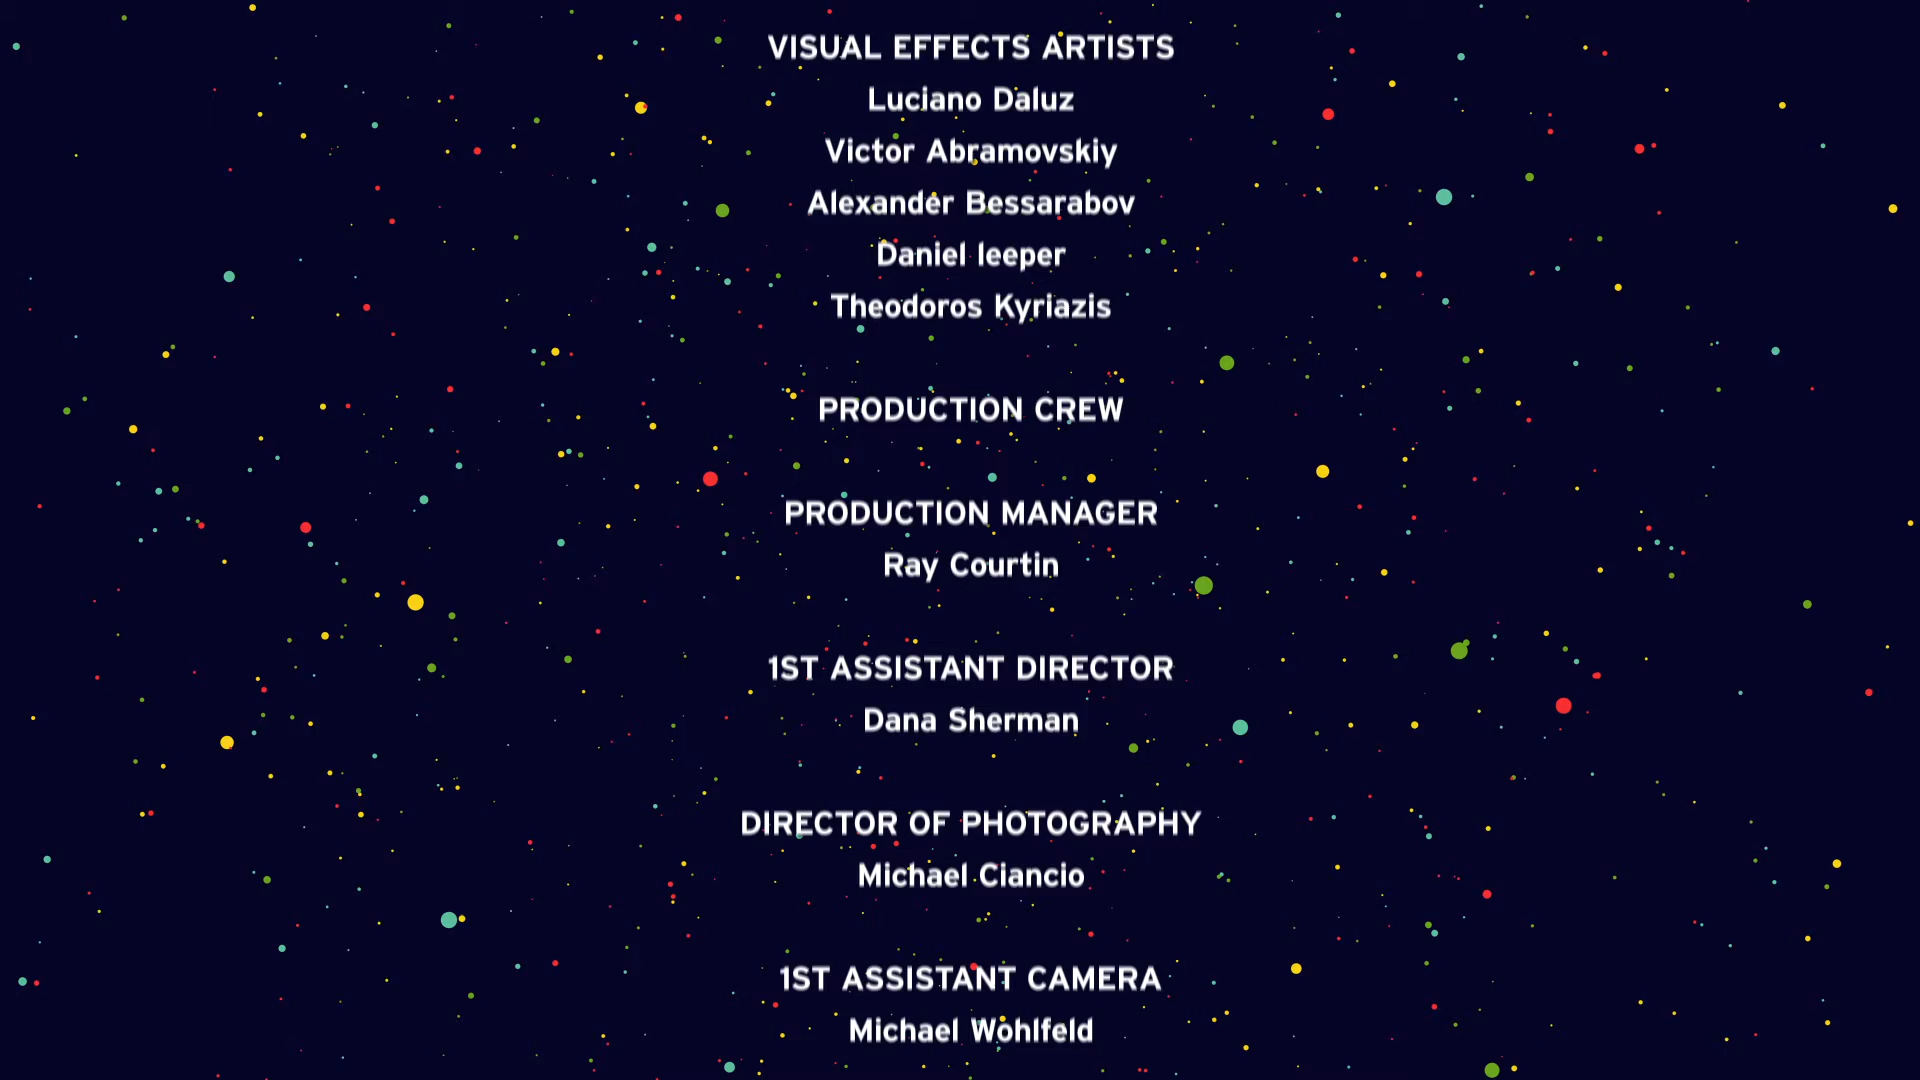 VISUAL EFFECTS ARTISTS
Luciano Daluz
Victor Abramovskiy
Alexander Bessarabov
Daniel leeper
Theodoros Kyriazis
PRODUCTION CREW
PRODUCTION MANAGER
Ray Courtin
1ST ASSISTANT DIRECTOR
Dana Sherman
DIRECTOR OF PHOTOGRAPHY
Michael Ciancio
1ST ASSISTANT CAMERA
Michael Wohlfeld